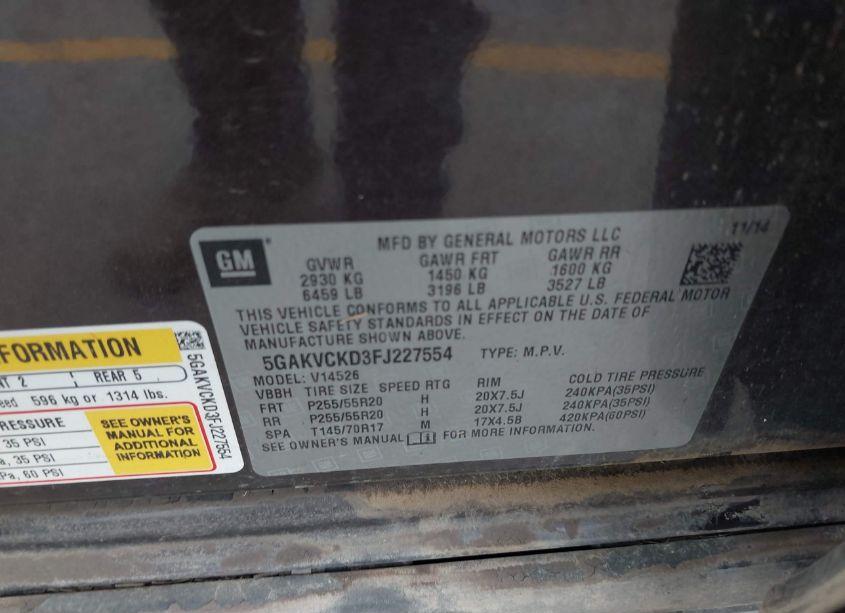 GM
MFD BY GENERAL MOTORS LLC
11/14
GVWR GAWR FRT GAWR RR
2930 KG 1450 KG 1600 KG
6459 LB 3196 LB 3527 LB
THIS VEHICLE CONFORMS TO ALL APPLICABLE U.S. FEDERAL MOTOR
VEHICLE SAFETY STANDARDS IN EFFECT ON THE DATE OF
MANUFACTURE SHOWN ABOVE.
5GAKVCKD3FJ227554 TYPE: M.P.V.
MODEL: V14526
VBBH TIRE SIZE SPEED RTG RIM COLD TIRE PRESSURE
FRT P255/55R20 H 20X7.5J 240KPA(35PSI)
RR P255/55R20 H 20X7.5J 240KPA(35PSI)
SPA T145/70R17 M 17X4.5B 420KPA(60PSI)
SEE OWNER'S MANUAL FOR MORE INFORMATION.
FORMATION
2 REAR 5
596 kg or 1314 lbs.
PRESSURE
35 PSI
35 PSI
60 PSI
SEE OWNER'S
MANUAL FOR
ADDITIONAL
INFORMATION
5GAKVCKD3FJ227554